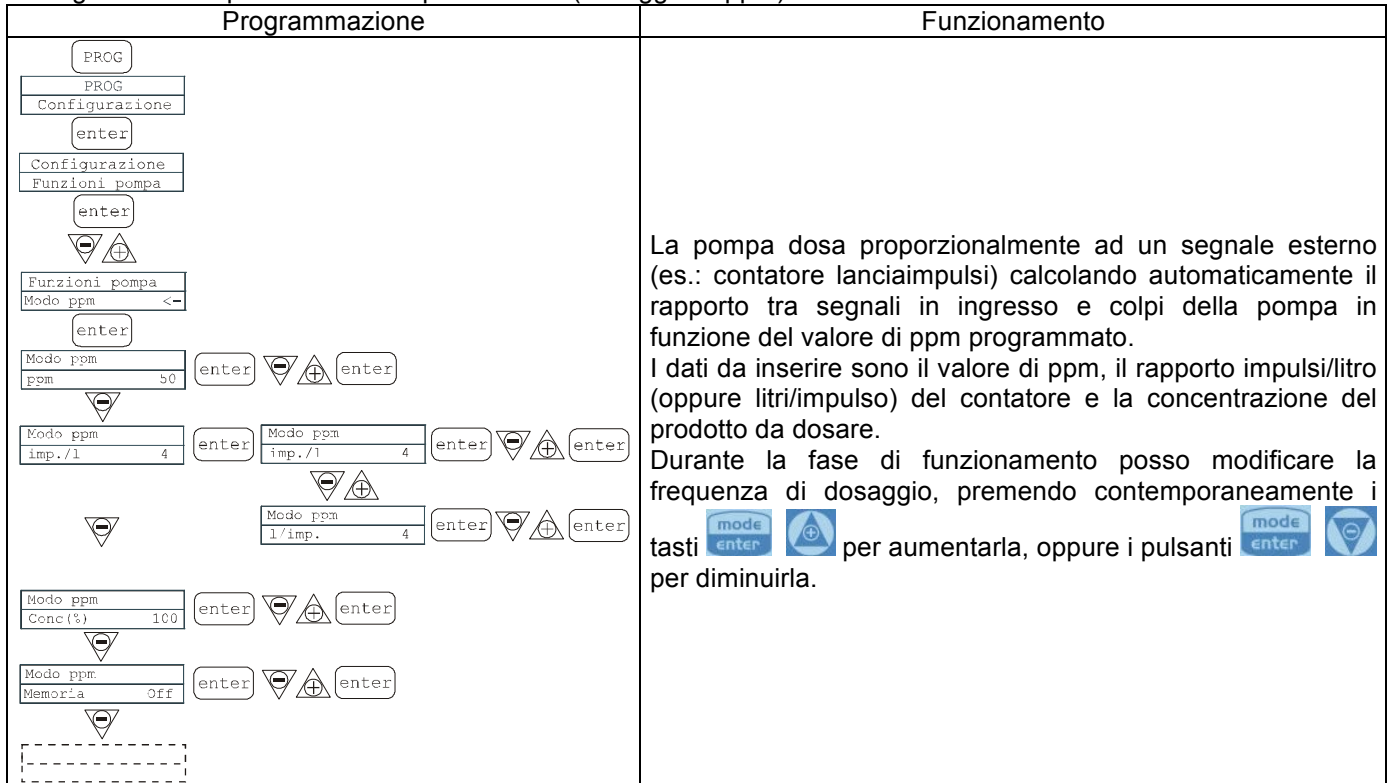 Programmazione
Funzionamento
PROG
PROG
Configurazione
enter
Configurazione
Funzioni pompa
enter
Funzioni pompa
Modo ppm <-
enter
Modo ppm
ppm 50
enter enter
Modo ppm
imp./l 4
enter
Modo ppm
imp./l 4
enter enter
Modo ppm
l/imp. 4
enter enter
Modo ppm
Conc(%) 100
enter enter
Modo ppm
Memoria Off
enter enter
La pompa dosa proporzionalmente ad un segnale esterno
(es.: contatore lanciaimpulsi) calcolando automaticamente il
rapporto tra segnali in ingresso e colpi della pompa in
funzione del valore di ppm programmato.
I dati da inserire sono il valore di ppm, il rapporto impulsi/litro
(oppure litri/impulso) del contatore e la concentrazione del
prodotto da dosare.
Durante la fase di funzionamento posso modificare la
frequenza di dosaggio, premendo contemporaneamente i
tasti mode enter per aumentarla, oppure i pulsanti mode enter
per diminuirla.